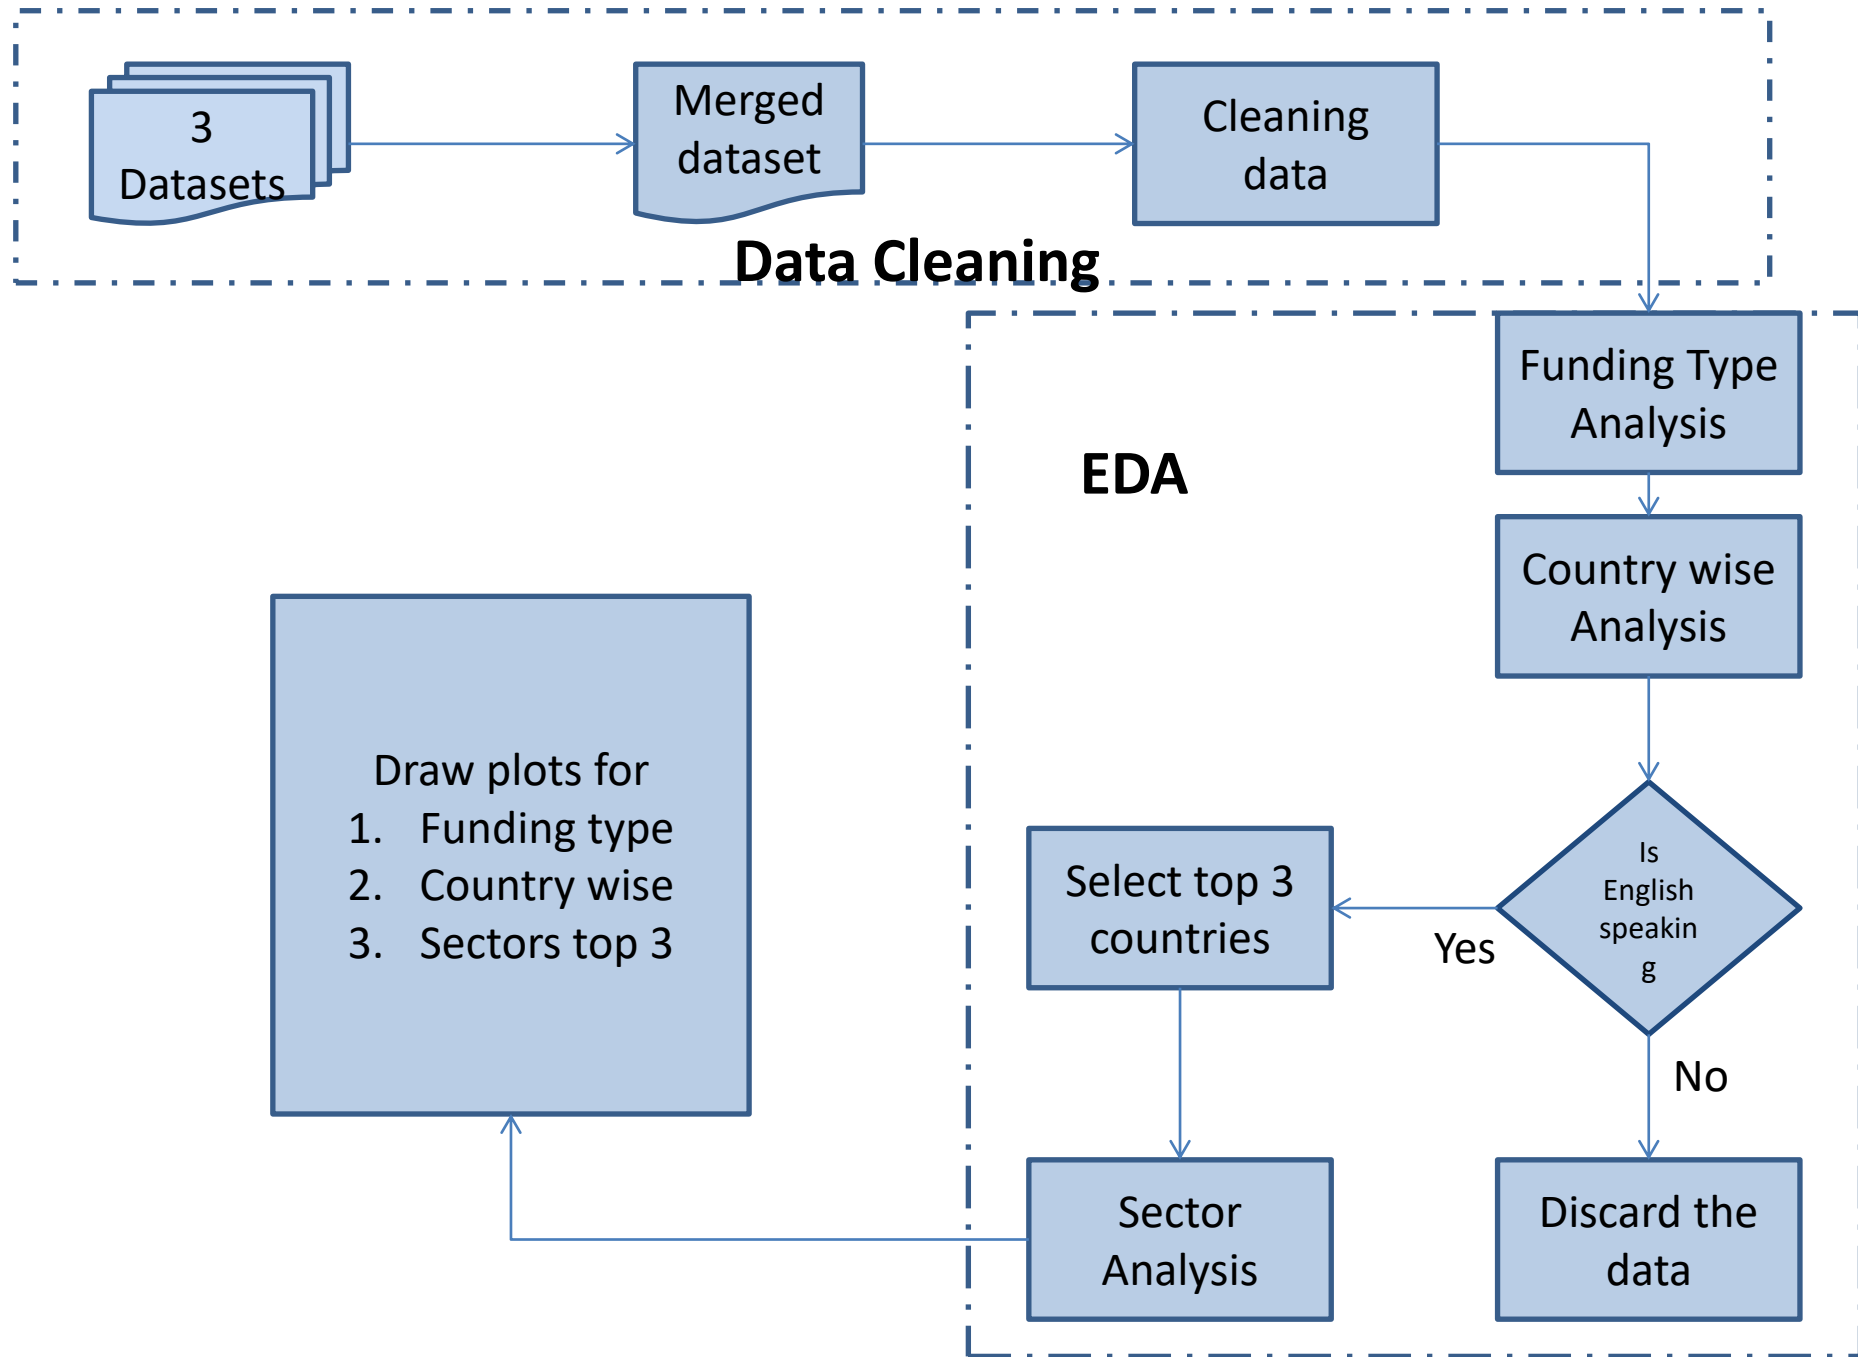 3
Datasets
Merged
dataset
Cleaning
data
Data Cleaning
Funding Type
Analysis
EDA
Country wise
Analysis
Draw plots for
1. Funding type
2. Country wise
3. Sectors top 3
Is
English
speakin
g
Select top 3
countries
Yes
No
Sector
Analysis
Discard the
data